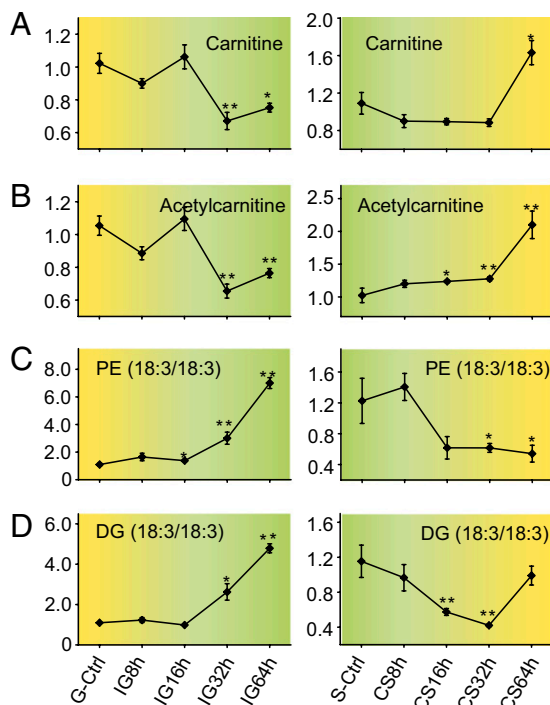 A
Carnitine
1.2
1.0
0.8
0.6
**
*
Carnitine
2.0
1.6
1.2
0.8
*
B
Acetylcarnitine
1.2
1.0
0.8
0.6
**
**
Acetylcarnitine
2.5
2.0
1.5
1.0
*
**
**
C
PE (18:3/18:3)
8.0
6.0
4.0
2.0
0
*
**
**
PE (18:3/18:3)
1.6
1.2
0.8
0.4
*
*
D
DG (18:3/18:3)
6.0
4.0
2.0
0
*
**
DG (18:3/18:3)
1.6
1.2
0.8
0.4
**
**
G-Ctrl
IG8h
IG16h
IG32h
IG64h
S-Ctrl
CS8h
CS16h
CS32h
CS64h